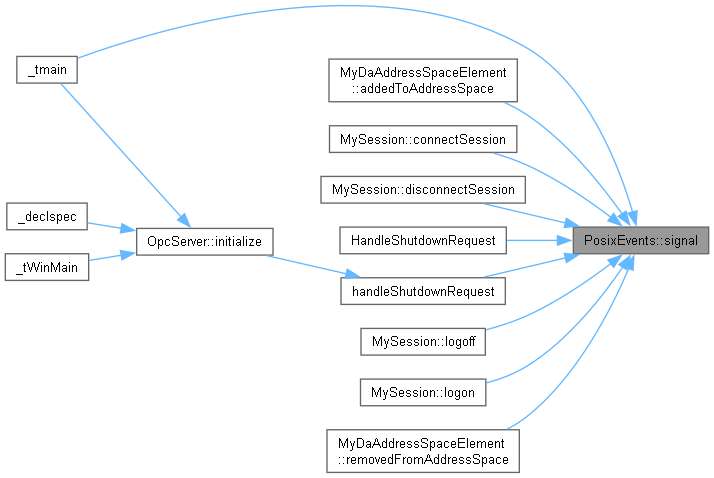 _tmain
MyDaAddressSpaceElement
::addedToAddressSpace
MySession::connectSession
MySession::disconnectSession
_declspec
OpcServer::initialize
HandleShutdownRequest
PosixEvents::signal
_tWinMain
handleShutdownRequest
MySession::logoff
MySession::logon
MyDaAddressSpaceElement
::removedFromAddressSpace